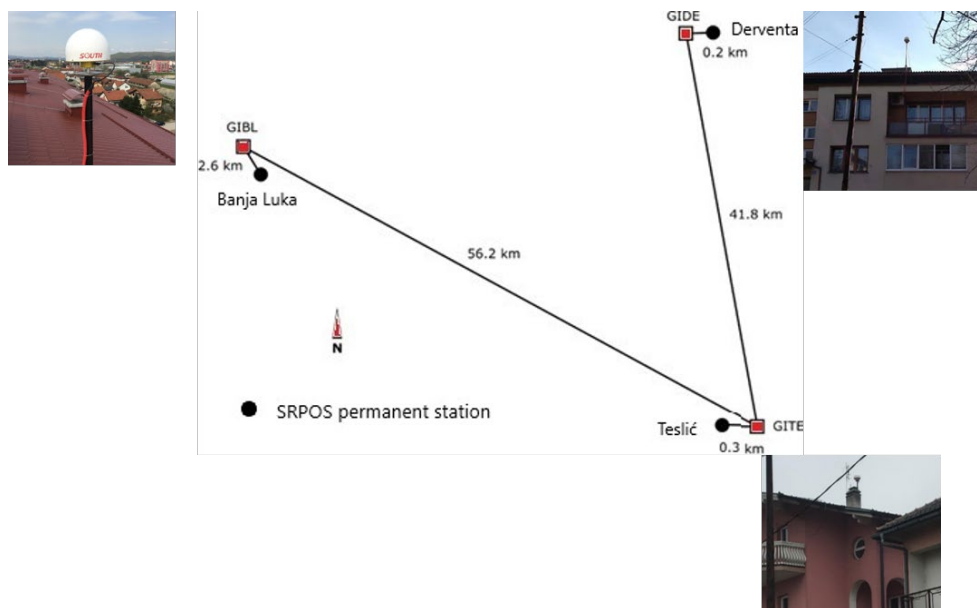 SOUTH
GIDE
Derventa
0.2 km
GIBL
2.6 km
Banja Luka
41.8 km
56.2 km
N
SRPOS permanent station
Teslić
GITE
0.3 km